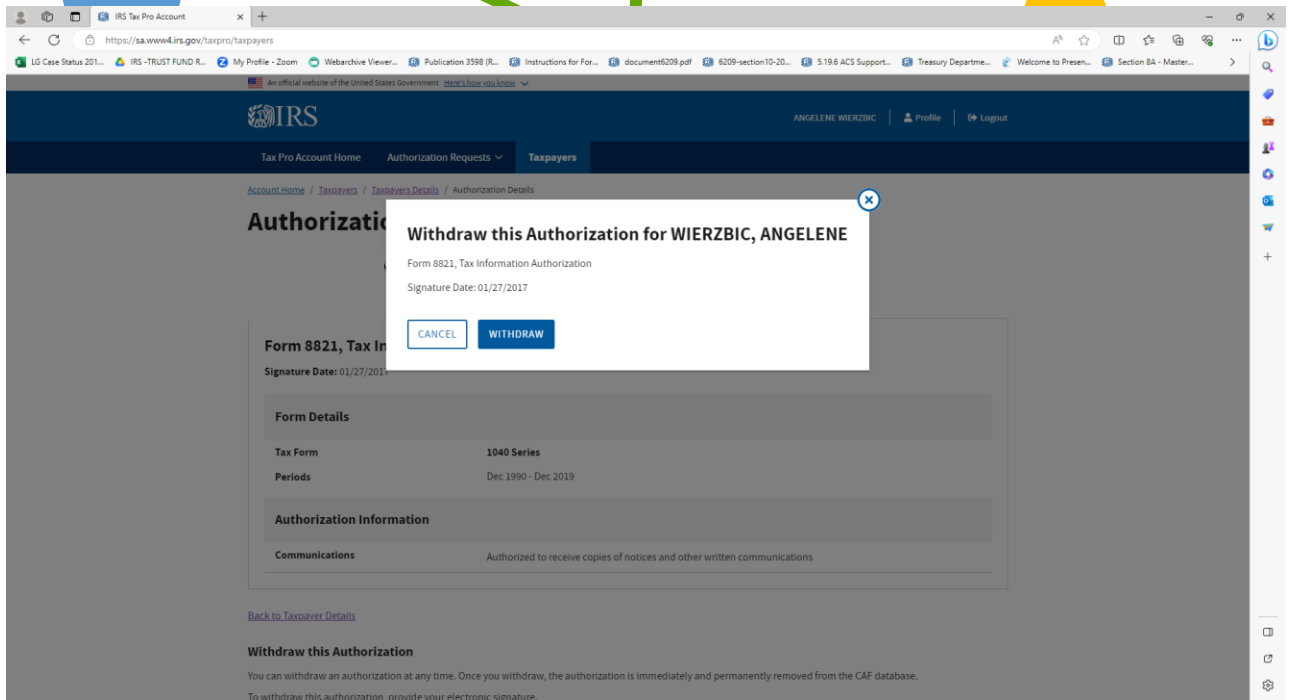 IRS Tax Pro Account
https://sa.www4.irs.gov/taxpro/taxpayers
LG Case Status 201... IRS -TRUST FUND R... My Profile - Zoom Webarchive Viewer... Publication 3598 (R... Instructions for For... document6209.pdf 6209-section10-20... 5.19.6 ACS Support... Treasury Departme... Welcome to Presen... Section 8A - Master...
An official website of the United States Government Here's how you know
IRS
ANGELENE WIERZBIC Profile Logout
Tax Pro Account Home Authorization Requests Taxpayers
Account Home / Taxpayers / Taxpayers Details / Authorization Details
Authorizatio
Withdraw this Authorization for WIERZBIC, ANGELENE
Form 8821, Tax Information Authorization
Signature Date: 01/27/2017
CANCEL WITHDRAW
Form 8821, Tax In
Signature Date: 01/27/2017
Form Details
Tax Form 1040 Series
Periods Dec 1990 - Dec 2019
Authorization Information
Communications Authorized to receive copies of notices and other written communications
Back to Taxpayer Details
Withdraw this Authorization
You can withdraw an authorization at any time. Once you withdraw, the authorization is immediately and permanently removed from the CAF database.
To withdraw this authorization, provide your electronic signature.